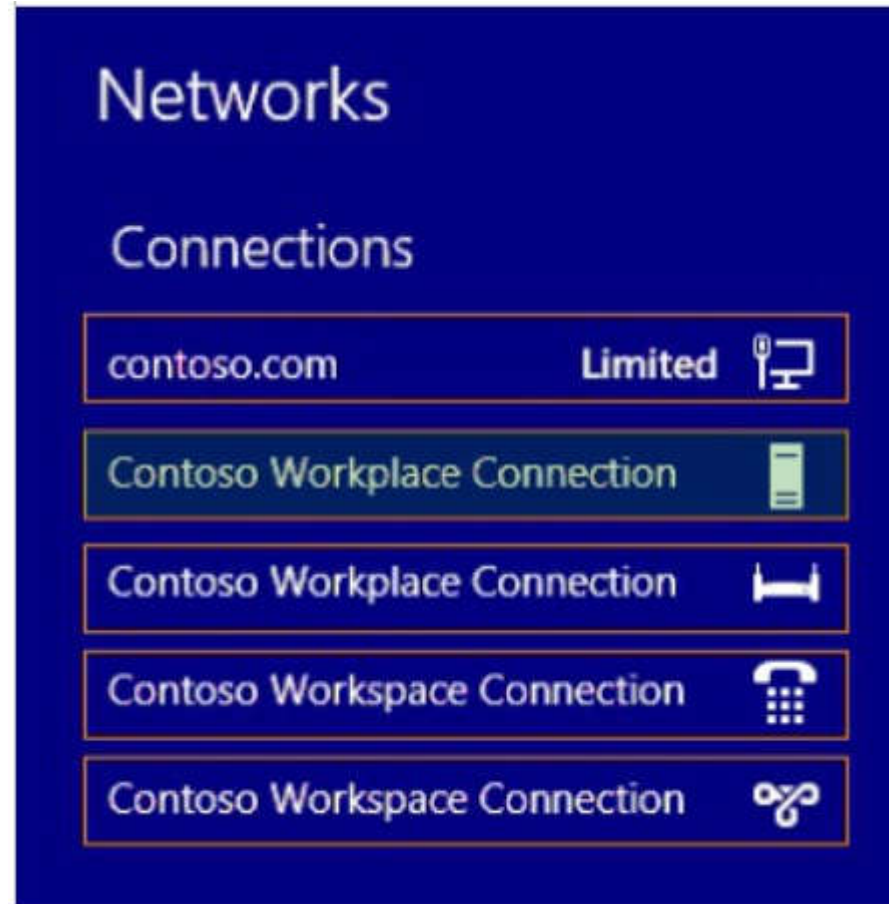 Networks
Connections
contoso.com Limited
Contoso Workplace Connection
Contoso Workplace Connection
Contoso Workspace Connection
Contoso Workspace Connection